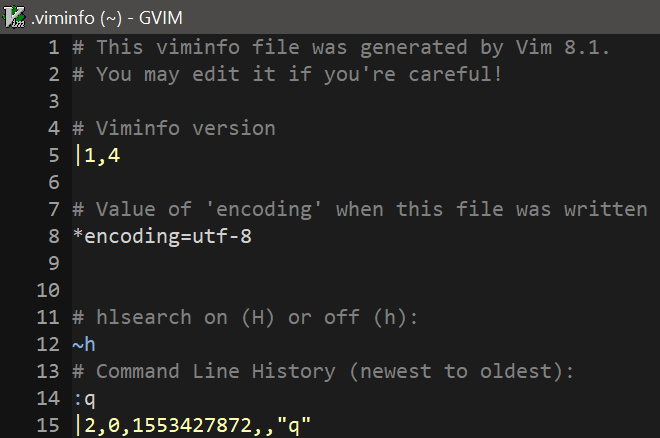 .viminfo (~) - GVIM
1 # This viminfo file was generated by Vim 8.1.
2 # You may edit it if you're careful!
3
4 # Viminfo version
5 |1,4
6
7 # Value of 'encoding' when this file was written
8 *encoding=utf-8
9
10
11 # hlsearch on (H) or off (h):
12 ~h
13 # Command Line History (newest to oldest):
14 :q
15 |2,0,1553427872,,"q"